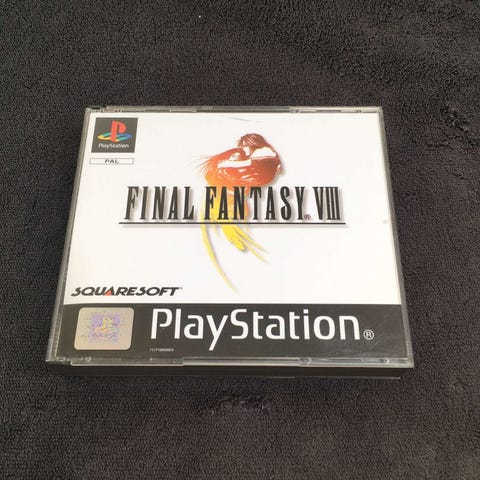 PlayStation
PAL
FINAL FANTASY® VIII
SQUARESOFT®
PlayStation®